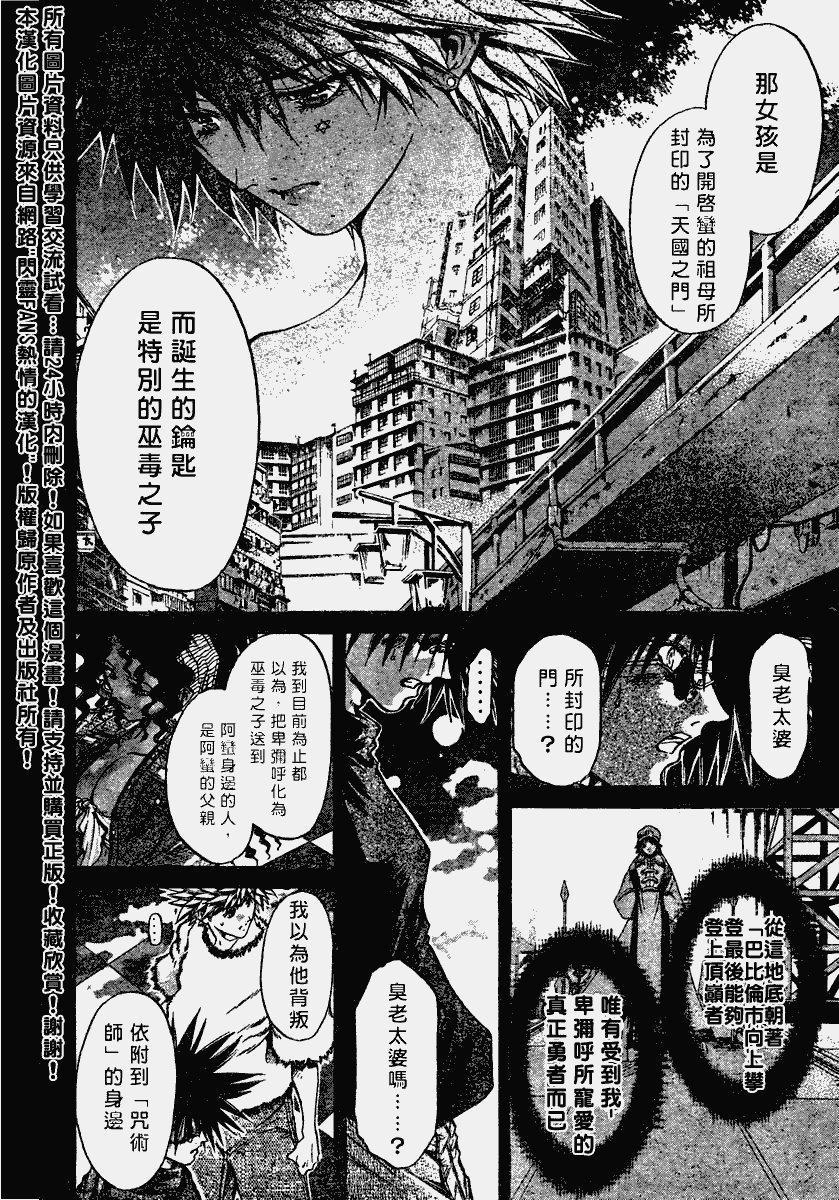 那女孩是
為了開啓蠻的祖母所
封印的「天國之門」
而誕生的鑰匙
是特別的巫毒之子
臭老太婆
所封印的
門……?
……
我到目前為止都
以為，把卑彌呼化為
巫毒之子送到
阿蠻身邊的人，
是阿蠻的父親
從這地底朝著
「巴比倫市向上攀
登最後能夠
登上頂巔者
唯有受到我-
卑彌呼所寵愛的
真正勇者而已
臭老太婆嗎……?
我以為他背叛
…
依附到「咒術
師」的身邊
所有圖片資料只供學習交流試看…請24小時內刪除！如果喜歡這個漫畫！請支持並購買正版！收藏欣賞！謝謝！
本漢化圖片資源來自網路¨閃靈FANS熱情的漢化¨！版權歸原作者及出版社所有！